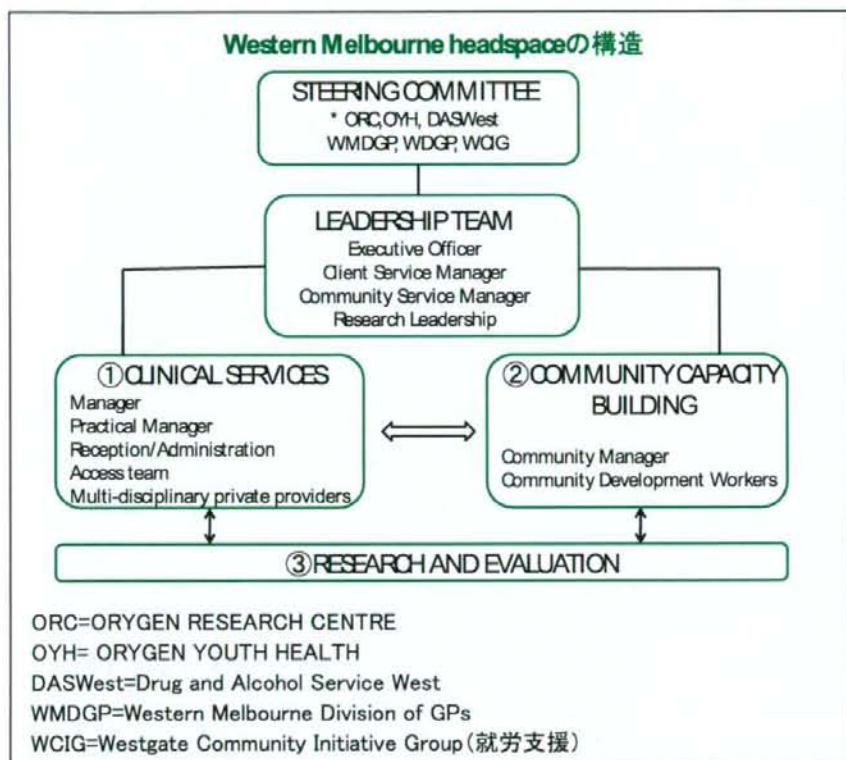 Western Melbourne headspaceの構造
STEERING COMMITTEE
* ORC,OYH, DASWest
WMDGP, WDGP, WCIG
LEADERSHIP TEAM
Executive Officer
Client Service Manager
Community Service Manager
Research Leadership
①CLINICAL SERVICES
Manager
Practical Manager
Reception/Administration
Access team
Multi-disciplinary private providers
②COMMUNITY CAPACITY
BUILDING
Community Manager
Community Development Workers
③RESEARCH AND EVALUATION
ORC=ORYGEN RESEARCH CENTRE
OYH= ORYGEN YOUTH HEALTH
DASWest=Drug and Alcohol Service West
WMDGP=Western Melbourne Division of GPs
WCIG=Westgate Community Initiative Group(就労支援)